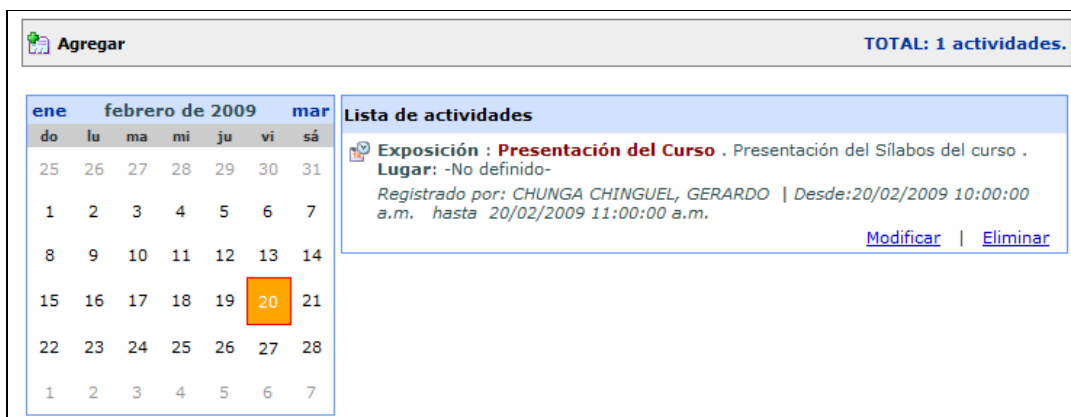 Agregar TOTAL: 1 actividades.
ene febrero de 2009 mar
do lu ma mi ju vi sá
25 26 27 28 29 30 31
1 2 3 4 5 6 7
8 9 10 11 12 13 14
15 16 17 18 19 20 21
22 23 24 25 26 27 28
1 2 3 4 5 6 7
Lista de actividades
Exposición : Presentación del Curso . Presentación del Sílabos del curso .
Lugar: -No definido-
Registrado por: CHUNGA CHINGUEL, GERARDO | Desde:20/02/2009 10:00:00
a.m. hasta 20/02/2009 11:00:00 a.m.
Modificar | Eliminar